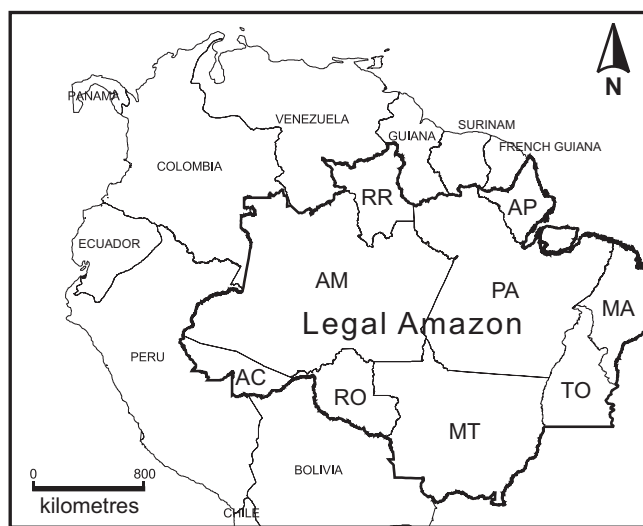 N
PANAMA
VENEZUELA
SURINAM
GUIANA
FRENCH GUIANA
COLOMBIA
RR
AP
ECUADOR
AM
PA
MA
Legal Amazon
PERU
AC
RO
TO
MT
BOLIVIA
0 800
kilometres
CHILE